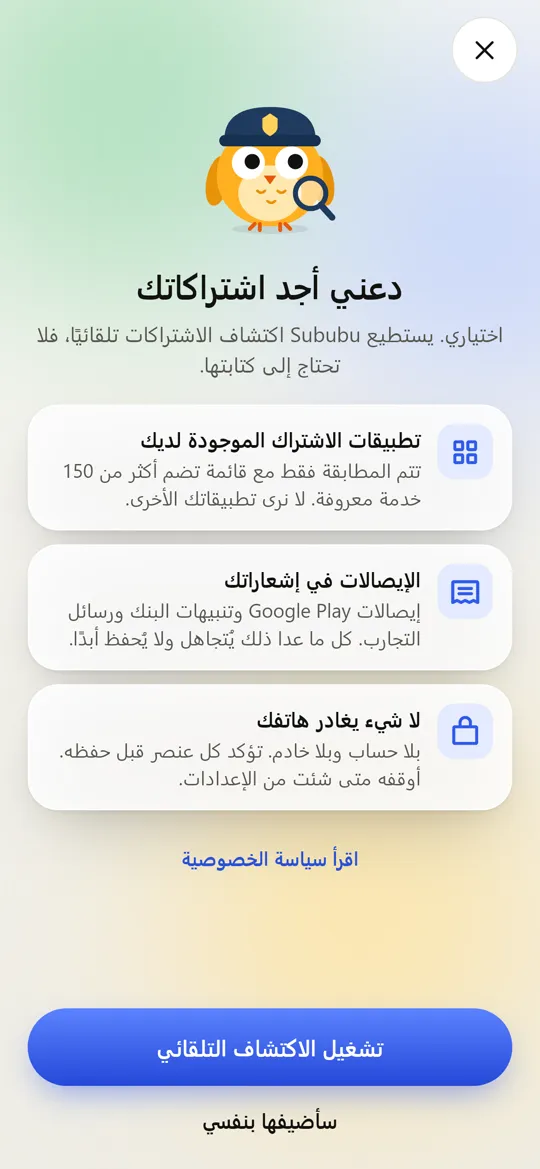 دعني أجد اشتراكاتك
اختياري. يستطيع Sububu اكتشاف الاشتراكات تلقائيًا، فلا
تحتاج إلى كتابتها.
تطبيقات الاشتراك الموجودة لديك
تتم المطابقة فقط مع قائمة تضم أكثر من 150
خدمة معروفة. لا نرى تطبيقاتك الأخرى.
الإيصالات في إشعاراتك
إيصالات Google Play وتنبيهات البنك ورسائل
التجارب. كل ما عدا ذلك يُتجاهل ولا يُحفظ أبدًا.
لا شيء يغادر هاتفك
بلا حساب وبلا خادم. تؤكد كل عنصر قبل حفظه.
أوقفه متى شئت من الإعدادات.
اقرأ سياسة الخصوصية
تشغيل الاكتشاف التلقائي
سأضيفها بنفسي